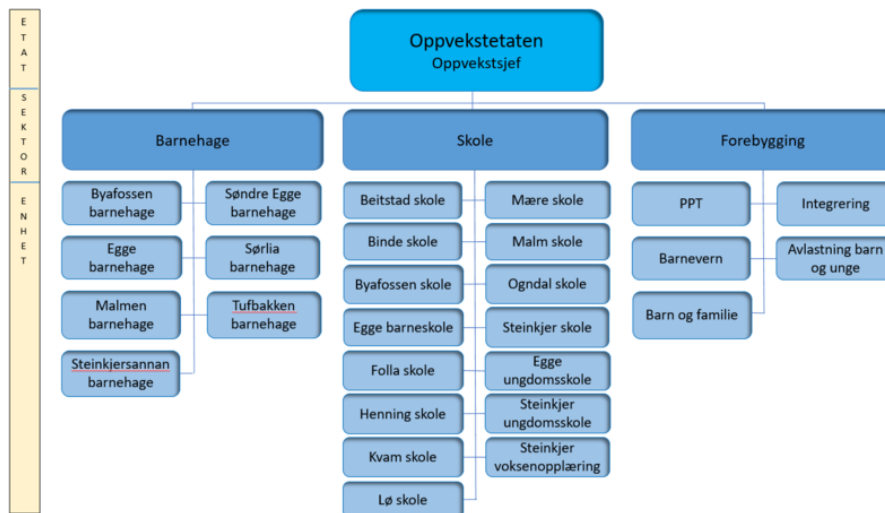 ETAT
SEKTOR
ENHET
Oppvekstetaten
Oppvekstsjef
Barnehage
Byafossen
barnehage
Søndre Egge
barnehage
Egge
barnehage
Sørlia
barnehage
Malmen
barnehage
Tufbakken
barnehage
Steinkjersannan
barnehage
Skole
Beitstad skole
Mære skole
Binde skole
Malm skole
Byafossen skole
Ogndal skole
Egge barneskole
Steinkjer skole
Folla skole
Egge
ungdomsskole
Henning skole
Steinkjer
ungdomsskole
Kvam skole
Steinkjer
voksenopplæring
Lø skole
Forebygging
PPT
Integrering
Barnevern
Avlastning barn
og unge
Barn og familie